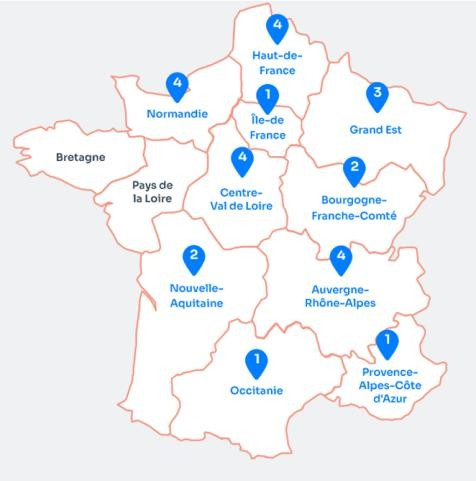 4
Haut-de-
France
4
Normandie
1
Île-de
France
3
Grand Est
Bretagne
Pays de
la Loire
4
Centre-
Val de Loire
2
Bourgogne-
Franche-Comté
2
Nouvelle-
Aquitaine
4
Auvergne-
Rhône-Alpes
1
Occitanie
1
Provence-
Alpes-Côte
d'Azur